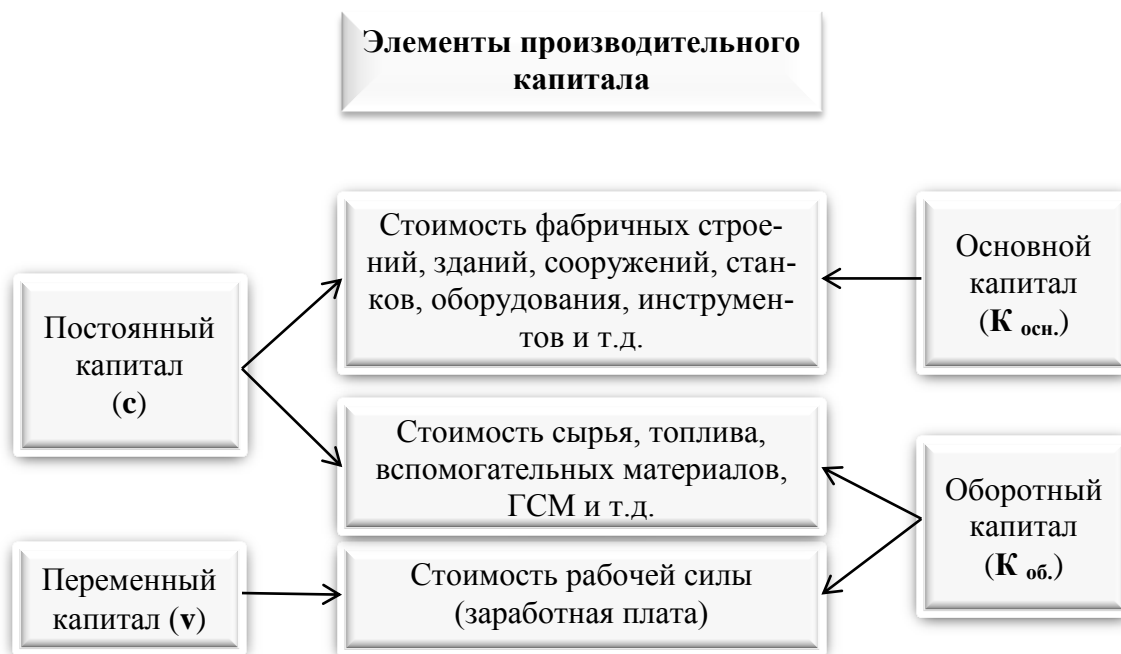 Элементы производительного
капитала
Постоянный
капитал
(с)
Переменный
капитал (v)
Стоимость фабричных строе-
ний, зданий, сооружений, стан-
ков, оборудования, инструмен-
тов и т.д.
Стоимость сырья, топлива,
вспомогательных материалов,
ГСМ и т.д.
Стоимость рабочей силы
(заработная плата)
Основной
капитал
(К осн.)
Оборотный
капитал
(К об.)